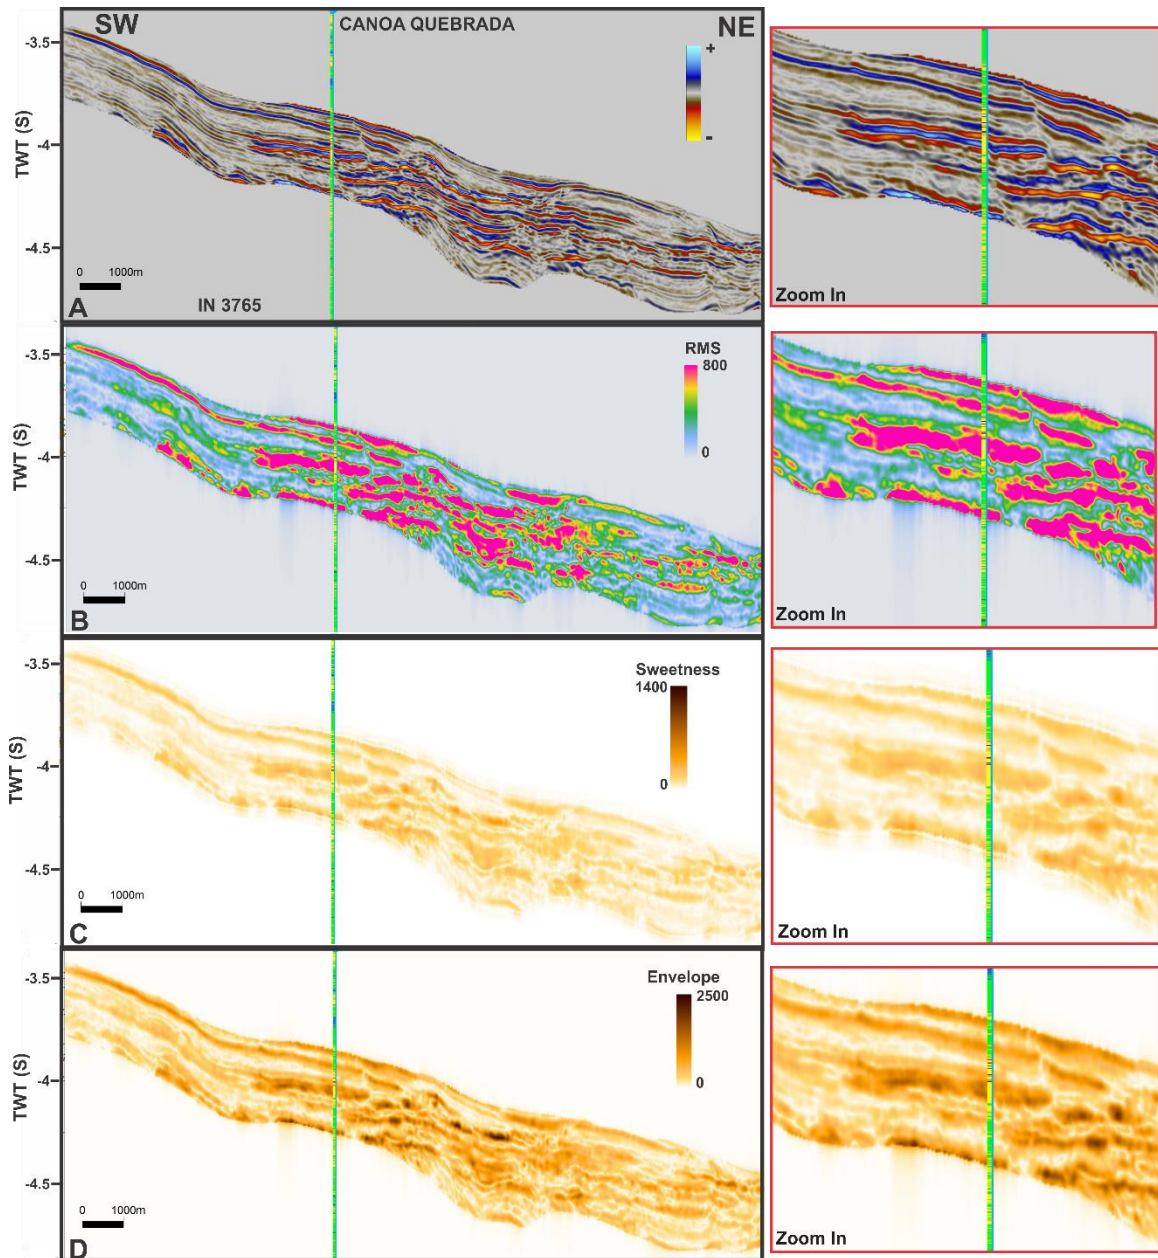 SW
CANOA QUEBRADA
NE
-3.5
+
-4
-
TWT (S)
-4.5
0 1000m
IN 3765
A
Zoom In
RMS
-3.5
800
0
-4
TWT (S)
-4.5
0 1000m
B
Zoom In
Sweetness
-3.5
1400
-4
0
TWT (S)
-4.5
0 1000m
C
Zoom In
Envelope
-3.5
2500
-4
0
TWT (S)
-4.5
0 1000m
D
Zoom In